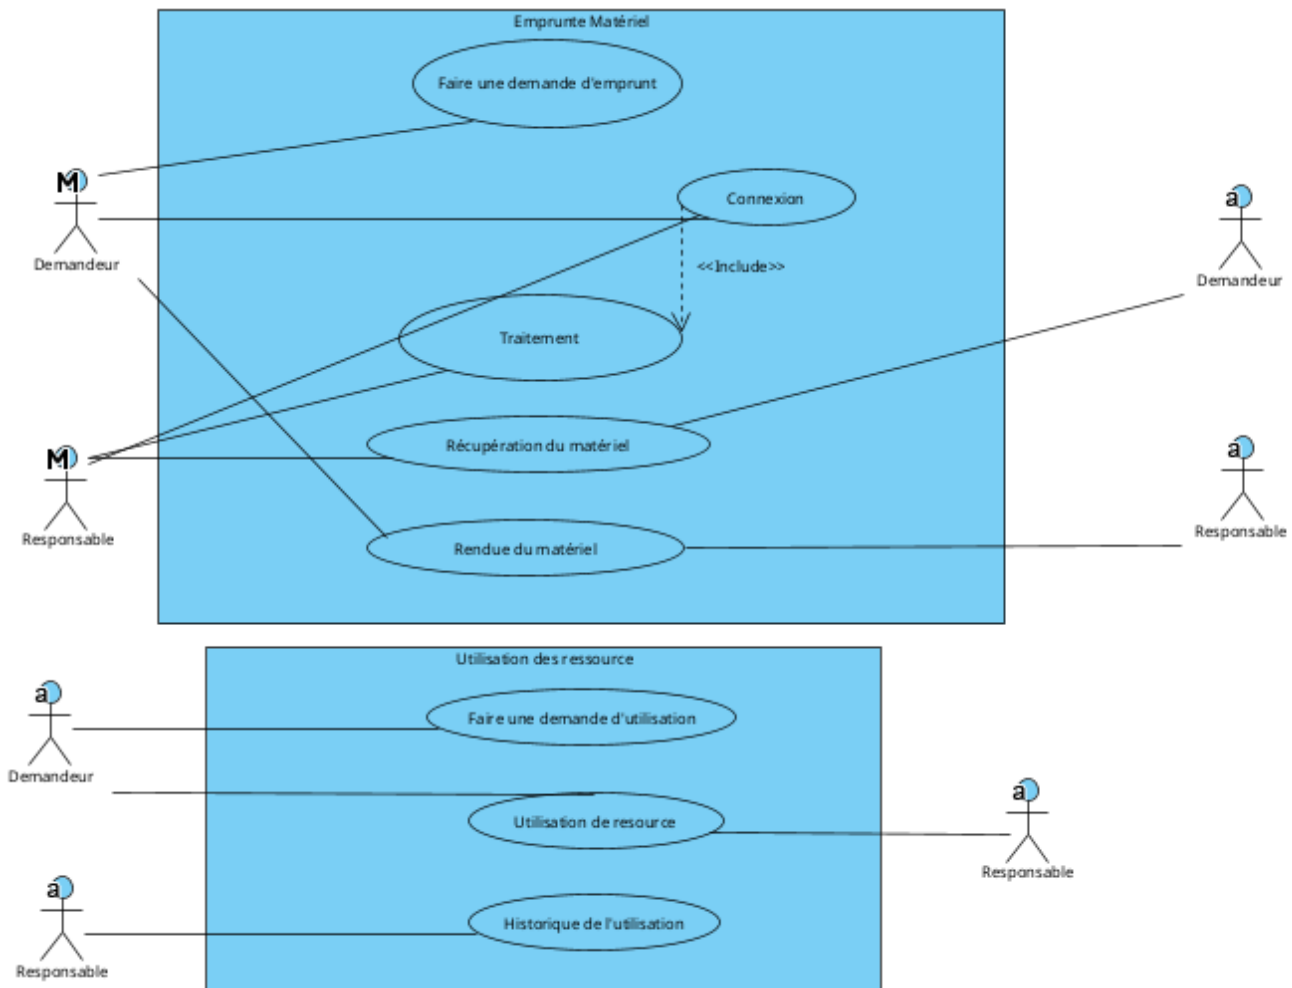 Emprunte Matériel
Faire une demande d'emprunt
M
Demandeur
Connexion
a
Demandeur
<<Include>>
Traitement
M
Responsable
Récupération du matériel
a
Responsable
Rendue du matériel
Utilisation des ressource
a
Demandeur
Faire une demande d'utilisation
Utilisation de resource
a
Responsable
a
Responsable
Historique de l'utilisation